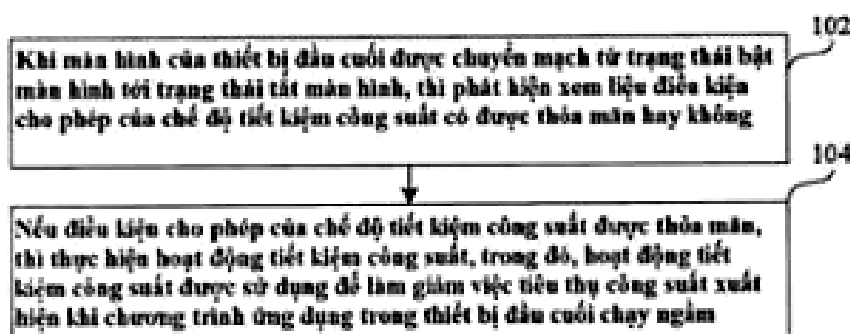 102
Khi màn hình của thiết bị đầu cuối được chuyển mạch từ trạng thái bật
màn hình tới trạng thái tắt màn hình, thì phát hiện xem liệu điều kiện
cho phép của chế độ tiết kiệm công suất có được thỏa mãn hay không
104
Nếu điều kiện cho phép của chế độ tiết kiệm công suất được thỏa mãn,
thì thực hiện hoạt động tiết kiệm công suất, trong đó, hoạt động tiết
kiệm công suất được sử dụng để làm giảm việc tiêu thụ công suất xuất
hiện khi chương trình ứng dụng trong thiết bị đầu cuối chạy ngầm